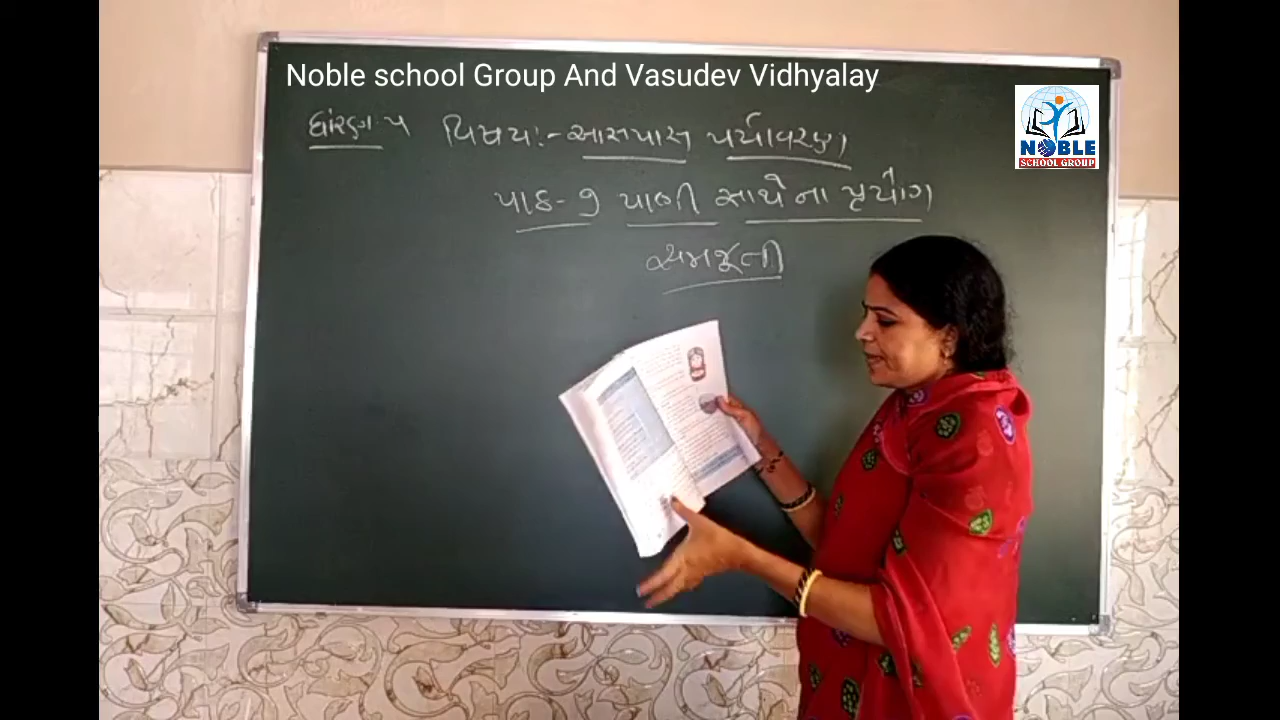 Noble school Group And Vasudev Vidhyalay
ધોરણ-૫ વિષય:- આસપાસ પર્યાવરણ
પાઠ-૭ પાણી સાથે ના પ્રયોગ
સમજૂતી
NOBLE
SCHOOL GROUP